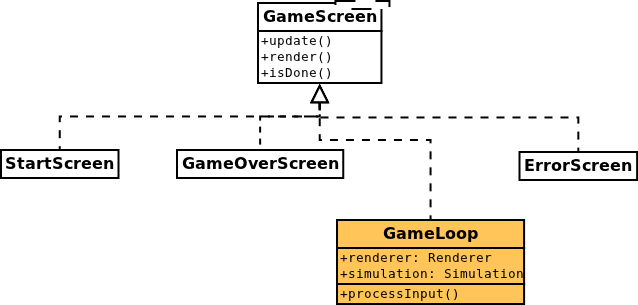 GameScreen
+update()
+render()
+isDone()
StartScreen
GameOverScreen
ErrorScreen
GameLoop
+renderer: Renderer
+simulation: Simulation
+processInput()